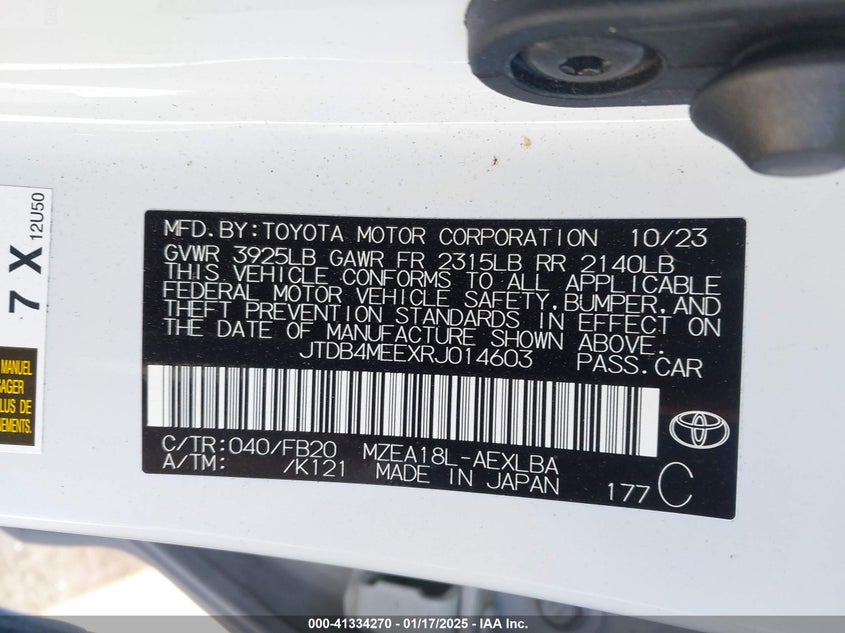 MFD. BY: TOYOTA MOTOR CORPORATION 10/23
GVWR 3925LB GAWR FR 2315LB RR 2140LB
THIS VEHICLE CONFORMS TO ALL APPLICABLE
FEDERAL MOTOR VEHICLE SAFETY, BUMPER, AND
THEFT PREVENTION STANDARDS IN EFFECT ON
THE DATE OF MANUFACTURE SHOWN ABOVE.
JTDB4MEEXRJ014603 PASS. CAR
C/TR: 040/FB20 MZEA18L-AEXLBA
A/TM: /K121 MADE IN JAPAN 177 C
7 X
12U50
MANUEL
PLUS DE
000-41334270 - 01/17/2025 - IAA Inc.